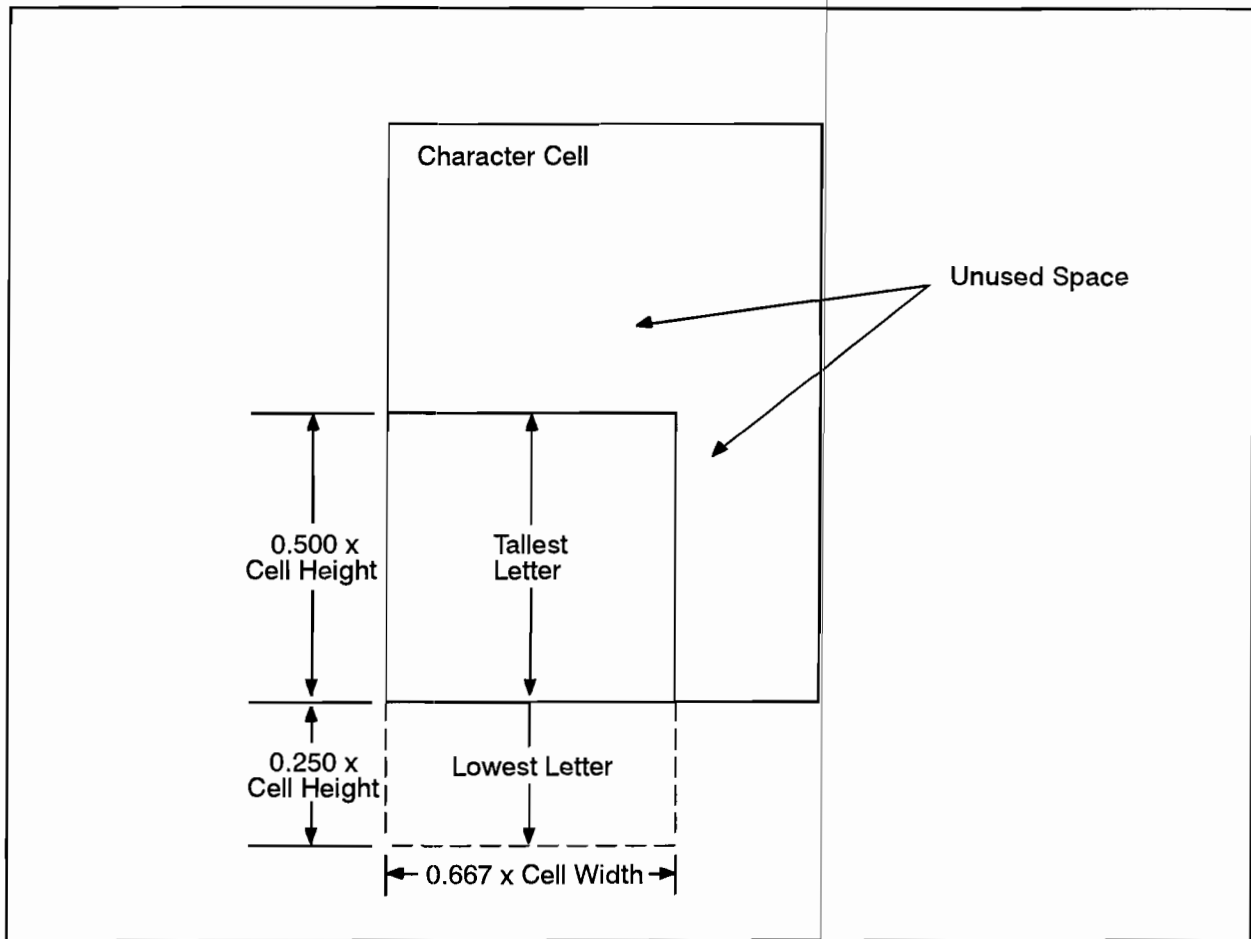 Character Cell
Unused Space
0.500 x
Cell Height
Tallest
Letter
0.250 x
Cell Height
Lowest Letter
0.667 x Cell Width